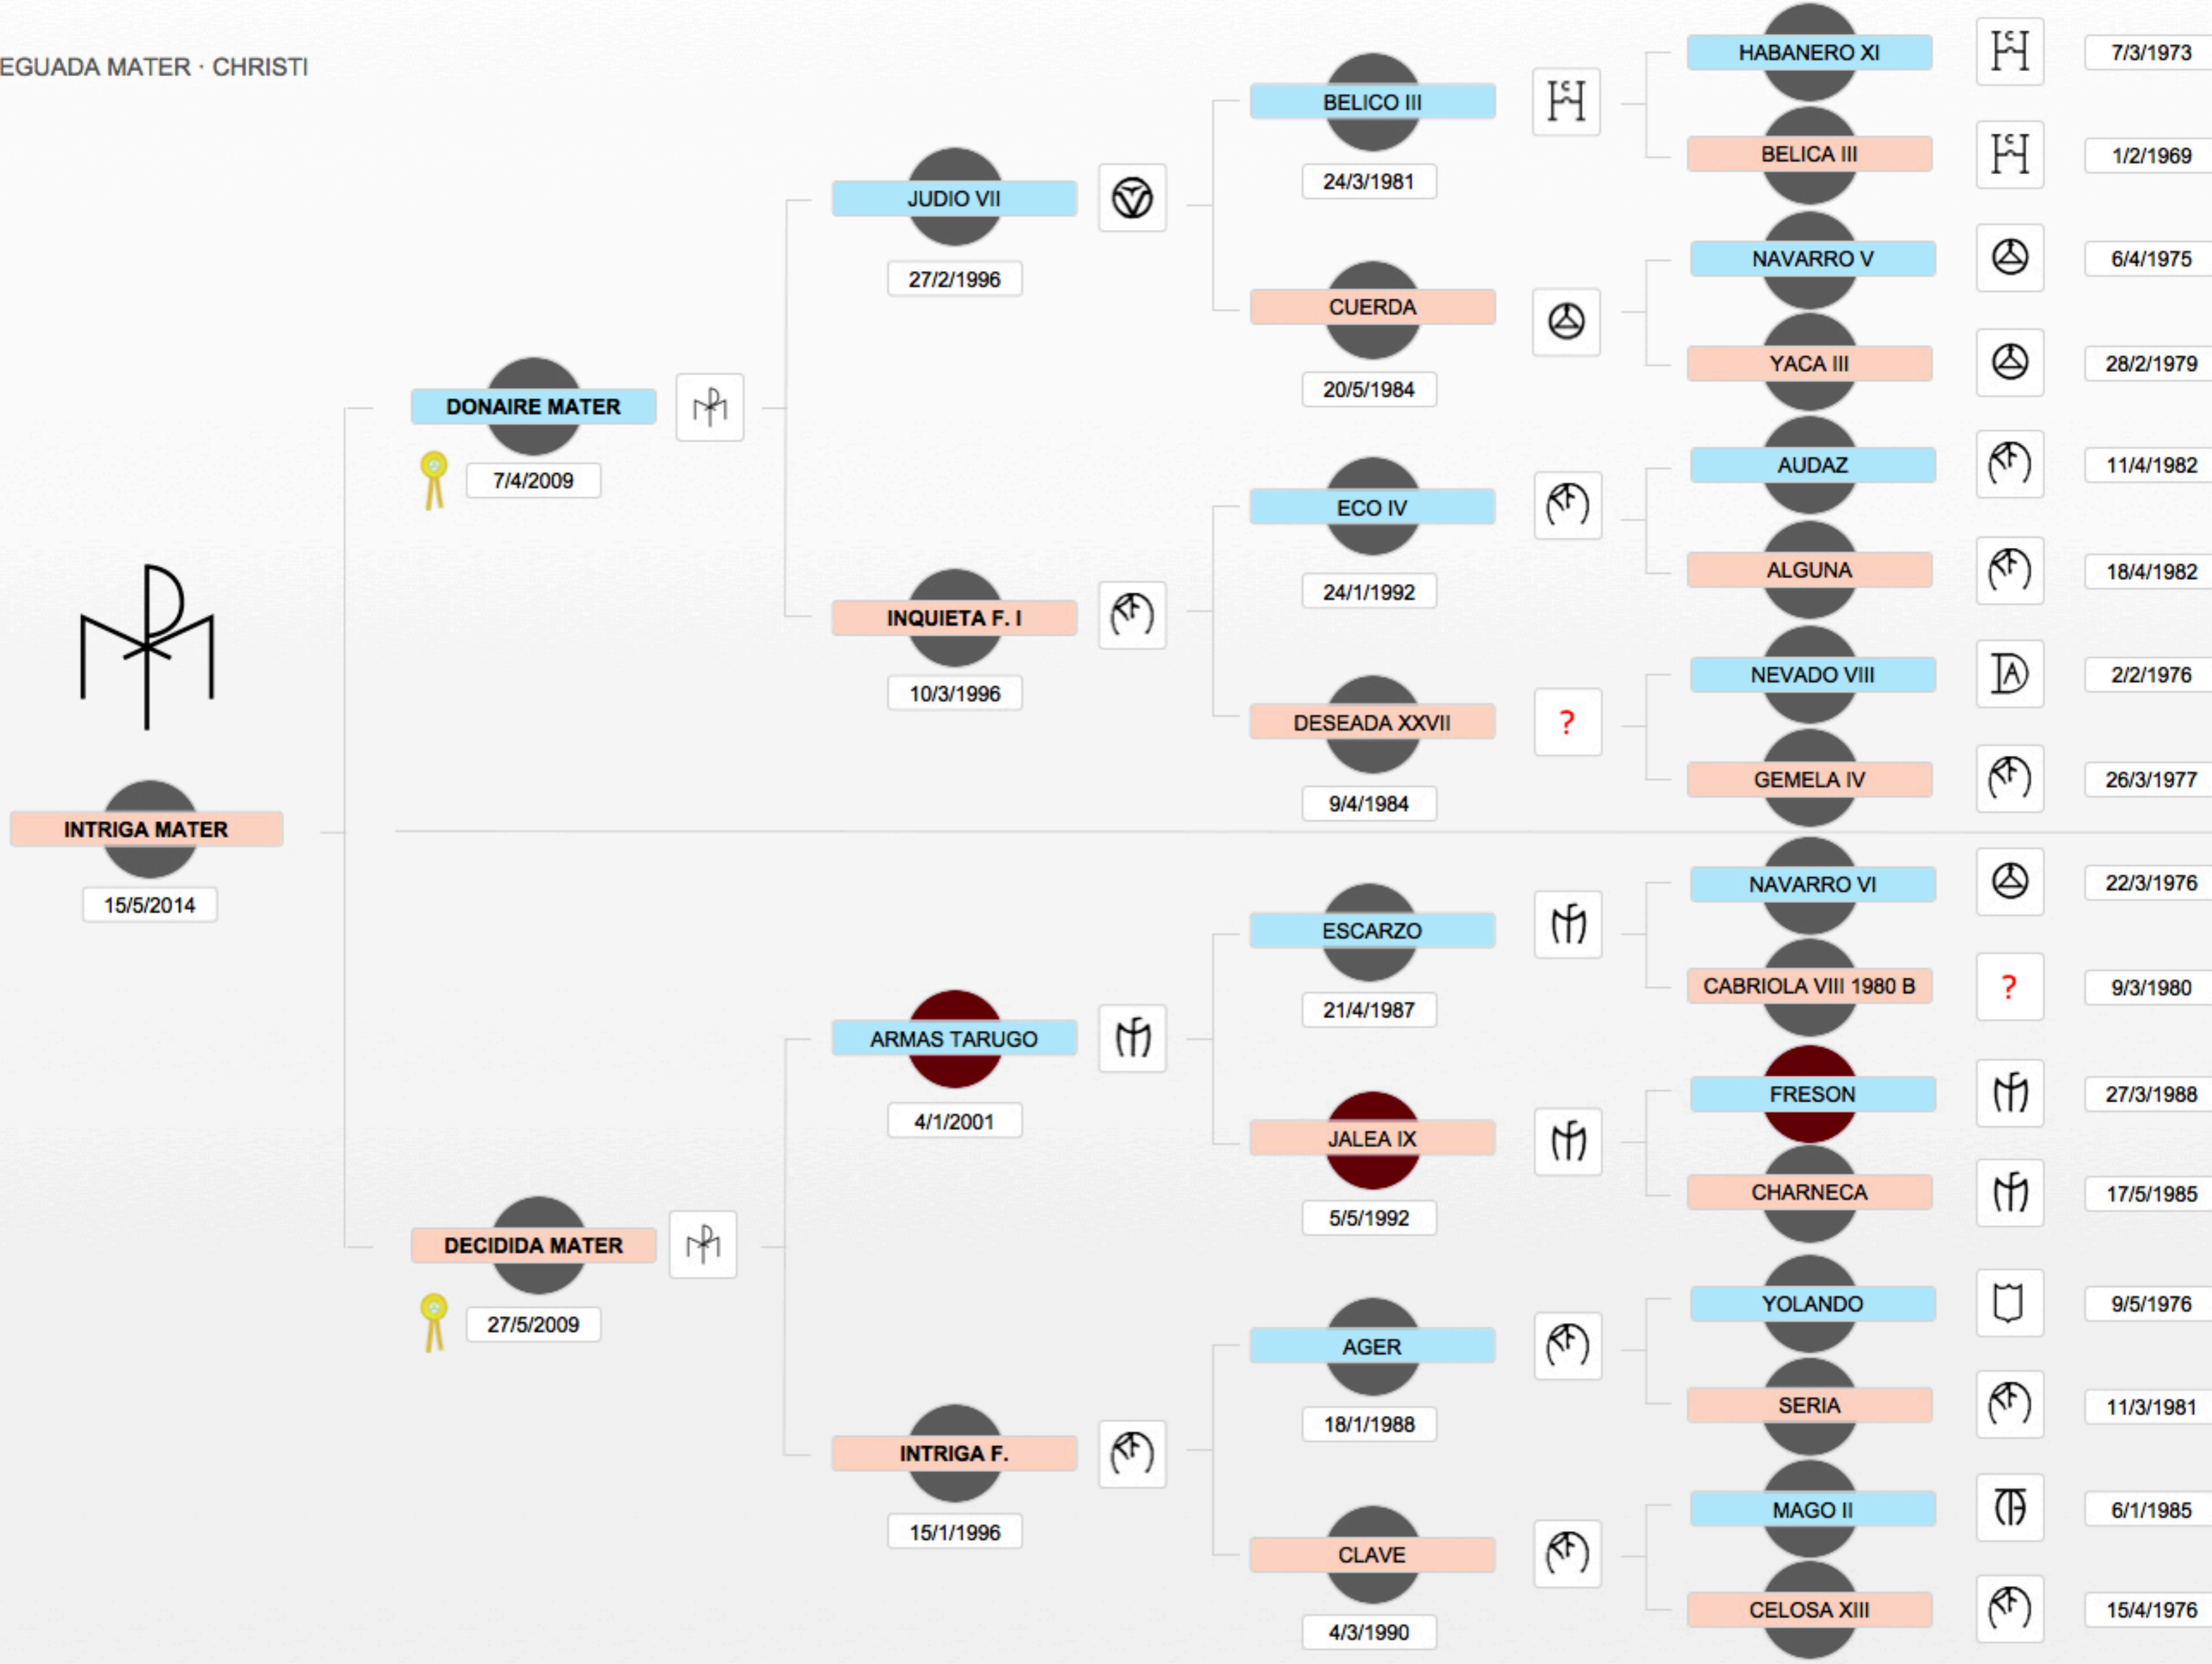 EGUADA MATER · CHRISTI
INTRIGA MATER
15/5/2014
DONAIRE MATER
7/4/2009
DECIDIDA MATER
27/5/2009
JUDIO VII
27/2/1996
INQUIETA F. I
10/3/1996
ARMAS TARUGO
4/1/2001
INTRIGA F.
15/1/1996
BELICO III
24/3/1981
CUERDA
20/5/1984
ECO IV
24/1/1992
DESEADA XXVII
?
9/4/1984
ESCARZO
21/4/1987
JALEA IX
5/5/1992
AGER
18/1/1988
CLAVE
4/3/1990
HABANERO XI
7/3/1973
BELICA III
1/2/1969
NAVARRO V
6/4/1975
YACA III
28/2/1979
AUDAZ
11/4/1982
ALGUNA
18/4/1982
NEVADO VIII
2/2/1976
GEMELA IV
26/3/1977
NAVARRO VI
22/3/1976
CABRIOLA VIII 1980 B
?
9/3/1980
FRESON
27/3/1988
CHARNECA
17/5/1985
YOLANDO
9/5/1976
SERIA
11/3/1981
MAGO II
6/1/1985
CELOSA XIII
15/4/1976